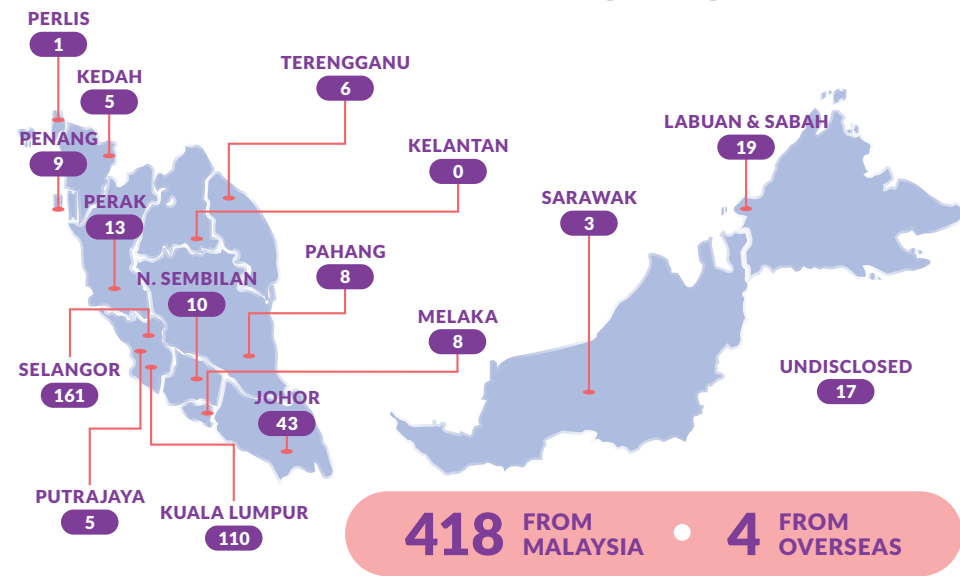 PERLIS
1
KEDAH
5
TERENGGANU
6
PENANG
9
KELANTAN
0
LABUAN & SABAH
19
PERAK
13
SARAWAK
3
PAHANG
8
N. SEMBILAN
10
MELAKA
8
SELANGOR
161
UNDISCLOSED
17
JOHOR
43
PUTRAJAYA
5
KUALA LUMPUR
110
418 FROM MALAYSIA
4 FROM OVERSEAS